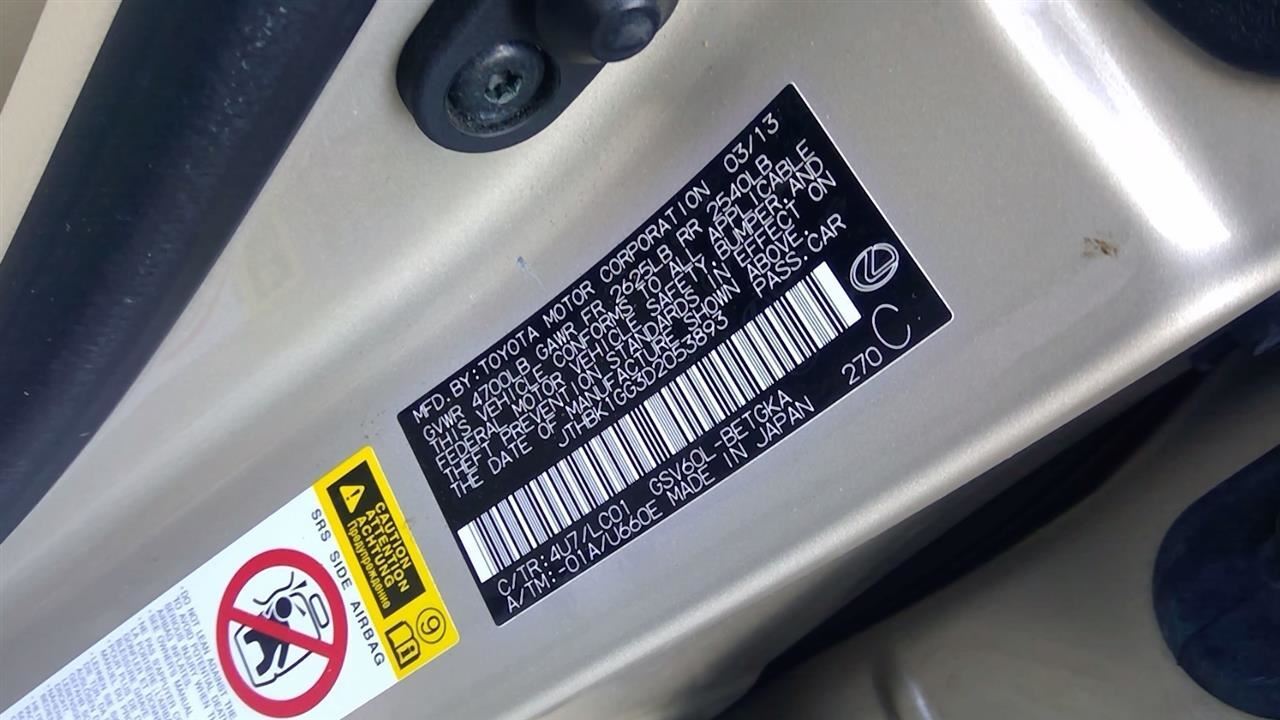 MFD. BY: TOYOTA MOTOR CORPORATION 03/13
GVWR 4700LB GAWR FR 2625LB RR 2540LB
THIS VEHICLE CONFORMS TO ALL APPLICABLE
FEDERAL MOTOR VEHICLE SAFETY, BUMPER, AND
THEFT PREVENTION STANDARDS IN EFFECT ON
THE DATE OF MANUFACTURE SHOWN ABOVE.
JTHBK1GG3D2053893 PASS. CAR
C/TR: 4U7/LC01 GSV60L-BETGKA
A/TM: -01A/U660E MADE IN JAPAN
270 C
CAUTION
ATTENTION
ACHTUNG
Предупреждение
9
SRS SIDE AIRBAG